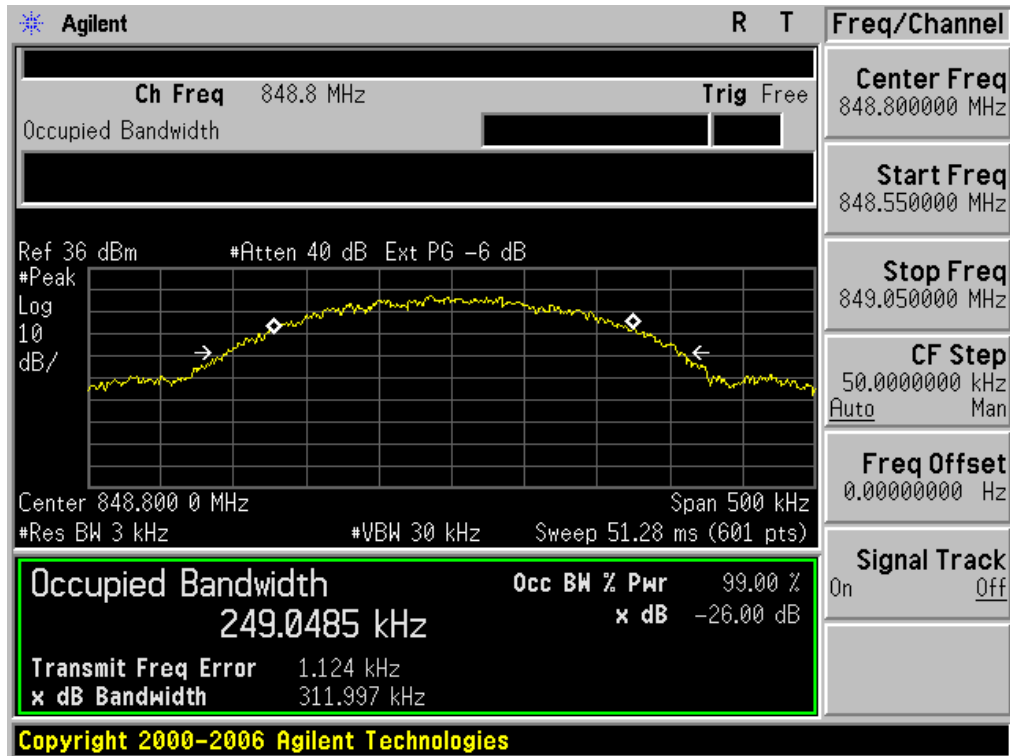 Agilent R T
Freq/Channel
Ch Freq 848.8 MHz Trig Free
Occupied Bandwidth
Center Freq
848.800000 MHz
Start Freq
848.550000 MHz
Stop Freq
849.050000 MHz
CF Step
50.0000000 kHz
Auto Man
Freq Offset
0.00000000 Hz
Signal Track
On Off
Ref 36 dBm #Atten 40 dB Ext PG -6 dB
#Peak
Log
10
dB/
Center 848.800 0 MHz Span 500 kHz
#Res BW 3 kHz #VBW 30 kHz Sweep 51.28 ms (601 pts)
Occupied Bandwidth Occ BW % Pwr 99.00 %
249.0485 kHz x dB -26.00 dB
Transmit Freq Error 1.124 kHz
x dB Bandwidth 311.997 kHz
Copyright 2000-2006 Agilent Technologies